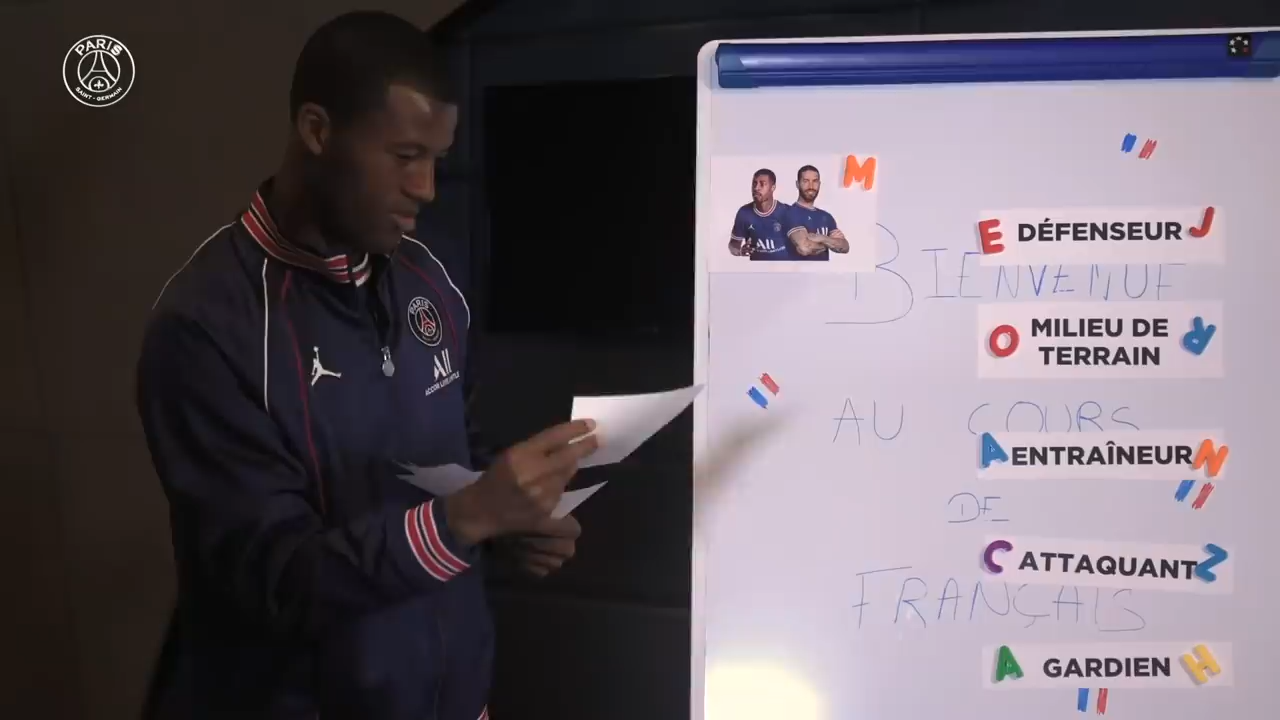 PARIS
SAINT-GERMAIN
M
E DÉFENSEUR J
BIENVENUE
O MILIEU DE R
TERRAIN
AU COURS
A ENTRAÎNEUR N
DE
C ATTAQUANT Z
FRANÇAIS
A GARDIEN H
PARIS
All
ACCOR LIVE LIMITLESS
All